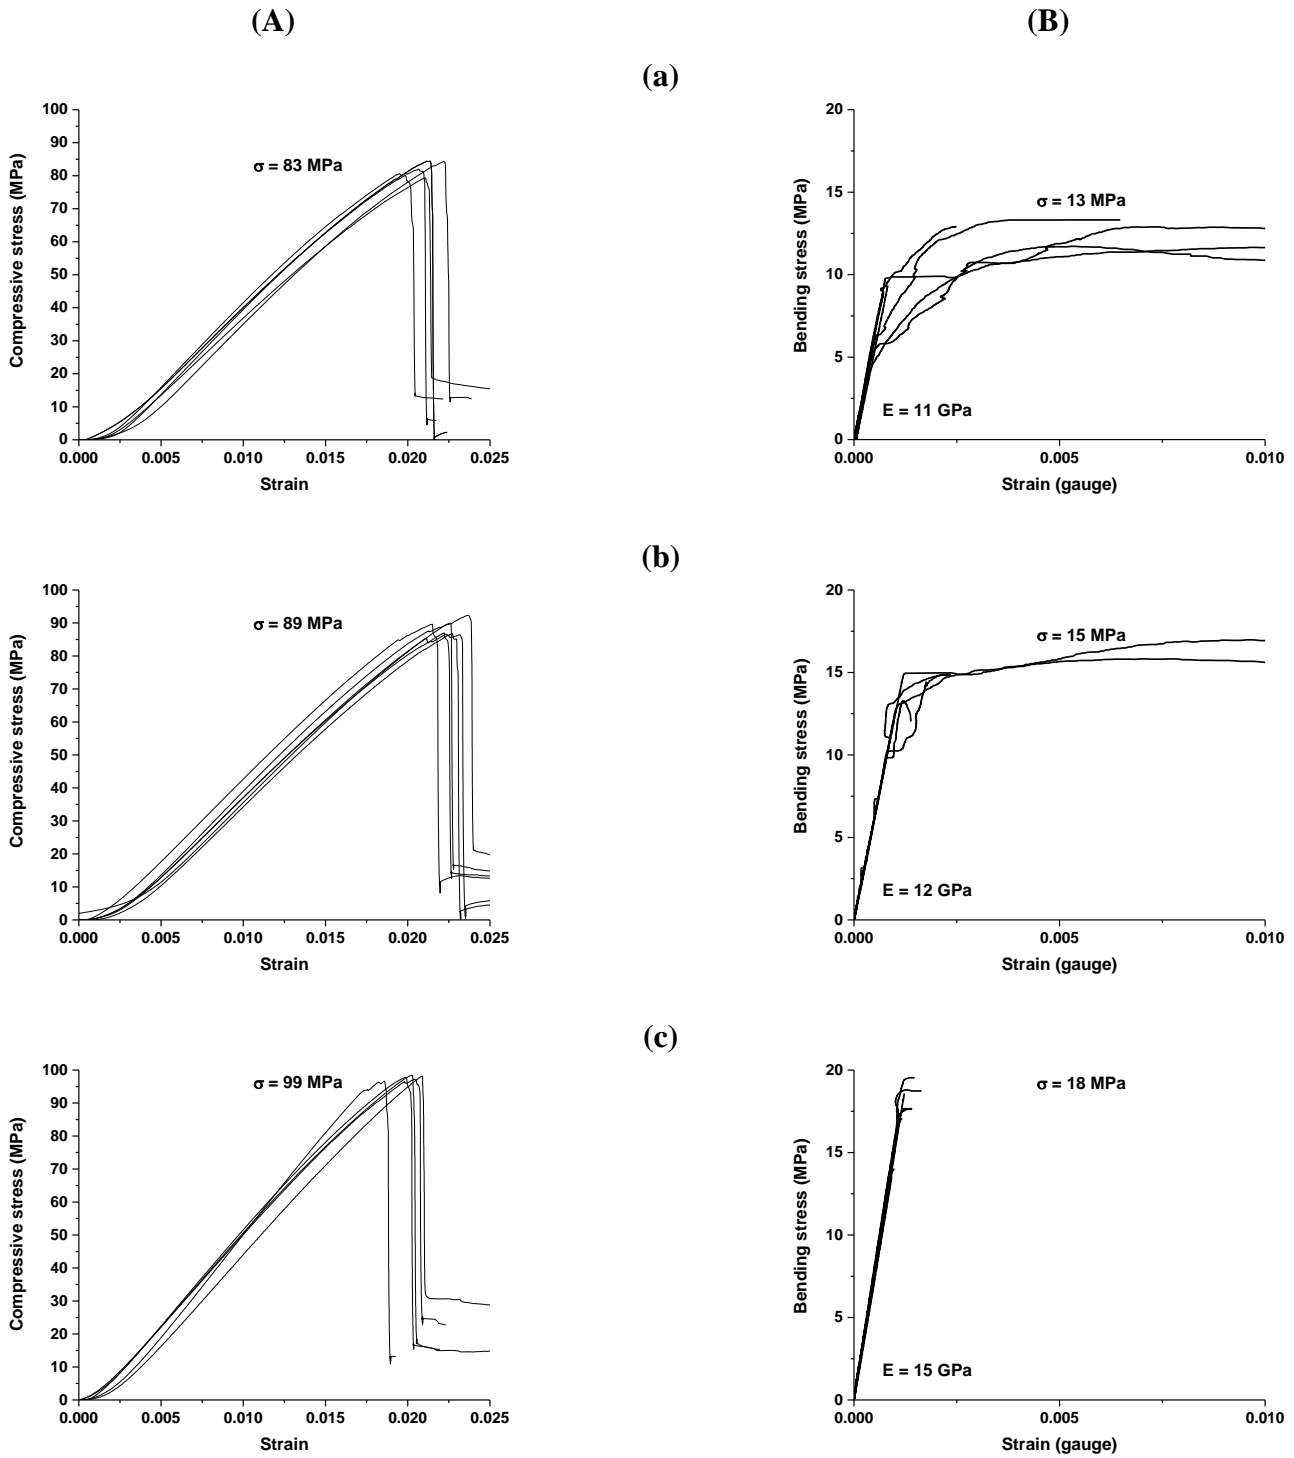 (A)
(B)
(a)
Compressive stress (MPa)
100
90
80
70
60
50
40
30
20
10
0
σ = 83 MPa
0.000 0.005 0.010 0.015 0.020 0.025
Strain
Bending stress (MPa)
20
15
10
5
0
σ = 13 MPa
E = 11 GPa
0.000 0.005 0.010
Strain (gauge)
(b)
Compressive stress (MPa)
100
90
80
70
60
50
40
30
20
10
0
σ = 89 MPa
0.000 0.005 0.010 0.015 0.020 0.025
Strain
Bending stress (MPa)
20
15
10
5
0
σ = 15 MPa
E = 12 GPa
0.000 0.005 0.010
Strain (gauge)
(c)
Compressive stress (MPa)
100
90
80
70
60
50
40
30
20
10
0
σ = 99 MPa
0.000 0.005 0.010 0.015 0.020 0.025
Strain
Bending stress (MPa)
20
15
10
5
0
σ = 18 MPa
E = 15 GPa
0.000 0.005 0.010
Strain (gauge)